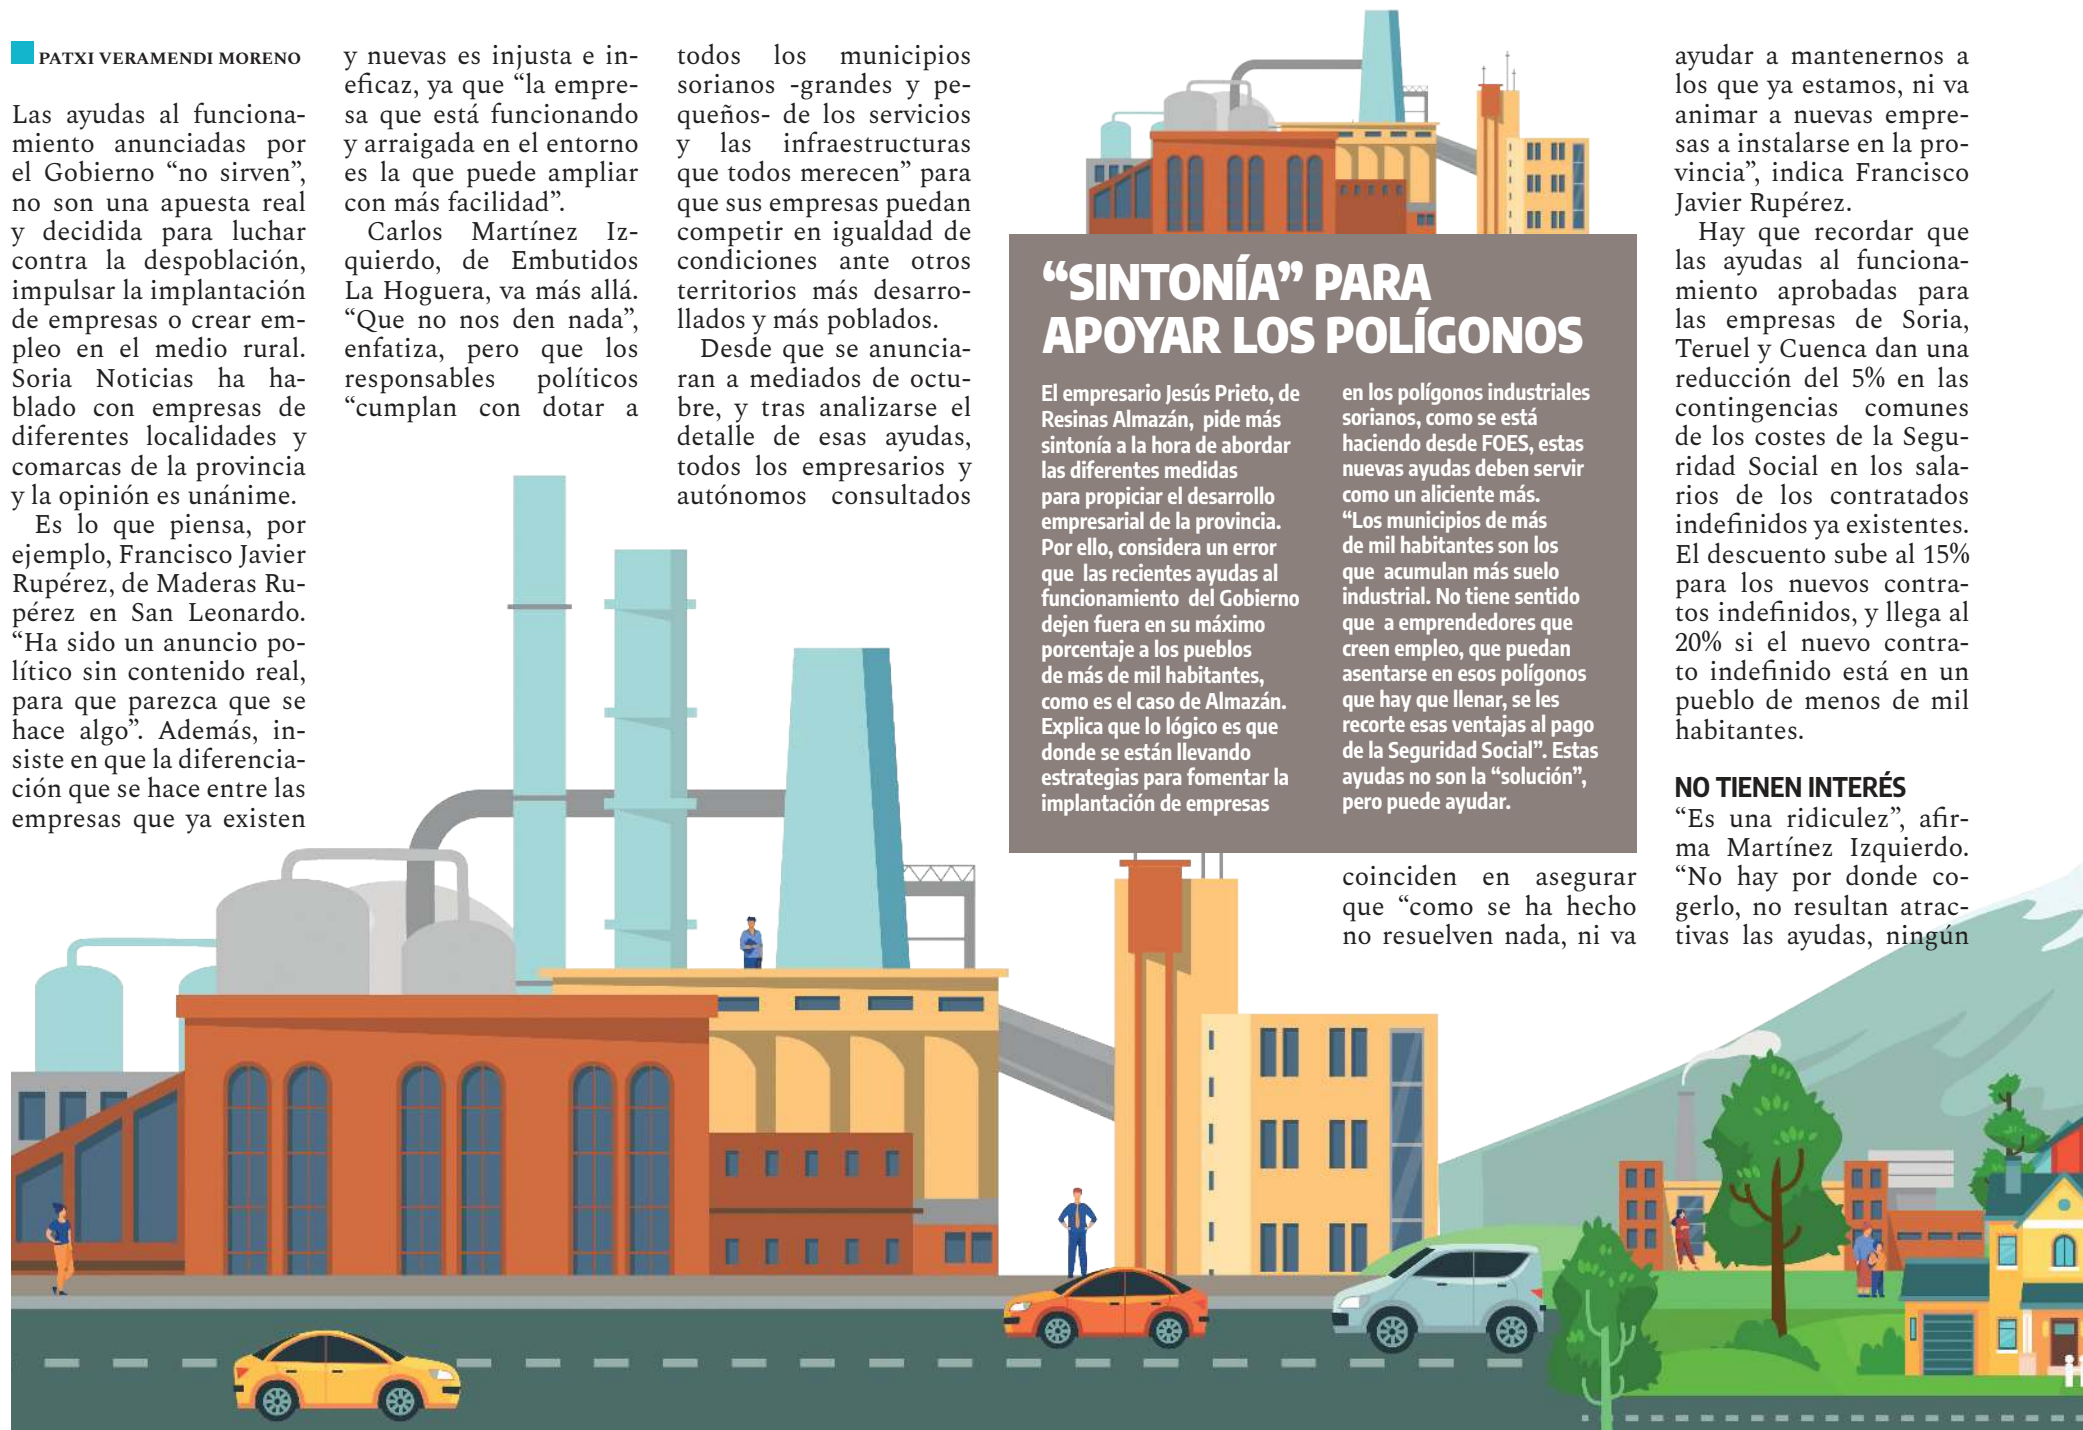 PATXI VERAMENDI MORENO
Las ayudas al funciona-
miento anunciadas por
el Gobierno “no sirven”,
no son una apuesta real
y decidida para luchar
contra la despoblación,
impulsar la implantación
de empresas o crear em-
pleo en el medio rural.
Soria Noticias ha ha-
blado con empresas de
diferentes localidades y
comarcas de la provincia
y la opinión es unánime.
Es lo que piensa, por
ejemplo, Francisco Javier
Rupérez, de Maderas Ru-
pérez en San Leonardo.
“Ha sido un anuncio po-
lítico sin contenido real,
para que parezca que se
hace algo”. Además, in-
siste en que la diferencia-
ción que se hace entre las
empresas que ya existen
y nuevas es injusta e in-
eficaz, ya que “la empre-
sa que está funcionando
y arraigada en el entorno
es la que puede ampliar
con más facilidad”.
Carlos Martínez Iz-
quierdo, de Embutidos
La Hoguera, va más allá.
“Que no nos den nada”,
enfatiza, pero que los
responsables políticos
“cumplan con dotar a
todos los municipios
sorianos -grandes y pe-
queños- de los servicios
y las infraestructuras
que todos merecen” para
que sus empresas puedan
competir en igualdad de
condiciones ante otros
territorios más desarro-
llados y más poblados.
Desde que se anuncia-
ran a mediados de octu-
bre, y tras analizarse el
detalle de esas ayudas,
todos los empresarios y
autónomos consultados
coinciden en asegurar
que “como se ha hecho
no resuelven nada, ni va
ayudar a mantenernos a
los que ya estamos, ni va
animar a nuevas empre-
sas a instalarse en la pro-
vincia”, indica Francisco
Javier Rupérez.
Hay que recordar que
las ayudas al funciona-
miento aprobadas para
las empresas de Soria,
Teruel y Cuenca dan una
reducción del 5% en las
contingencias comunes
de los costes de la Segu-
ridad Social en los sala-
rios de los contratados
indefinidos ya existentes.
El descuento sube al 15%
para los nuevos contra-
tos indefinidos, y llega al
20% si el nuevo contra-
to indefinido está en un
pueblo de menos de mil
habitantes.
NO TIENEN INTERÉS
“Es una ridiculez”, afir-
ma Martínez Izquierdo.
“No hay por donde co-
gerlo, no resultan atrac-
tivas las ayudas, ningún
“SINTONÍA” PARA
APOYAR LOS POLÍGONOS
El empresario Jesús Prieto, de
Resinas Almazán, pide más
sintonía a la hora de abordar
las diferentes medidas
para propiciar el desarrollo
empresarial de la provincia.
Por ello, considera un error
que las recientes ayudas al
funcionamiento del Gobierno
dejen fuera en su máximo
porcentaje a los pueblos
de más de mil habitantes,
como es el caso de Almazán.
Explica que lo lógico es que
donde se están llevando
estrategias para fomentar la
implantación de empresas
en los polígonos industriales
sorianos, como se está
haciendo desde FOES, estas
nuevas ayudas deben servir
como un aliciente más.
“Los municipios de más
de mil habitantes son los
que acumulan más suelo
industrial. No tiene sentido
que a emprendedores que
creen empleo, que puedan
asentarse en esos polígonos
que hay que llenar, se les
recorte esas ventajas al pago
de la Seguridad Social”. Estas
ayudas no son la “solución”,
pero puede ayudar.